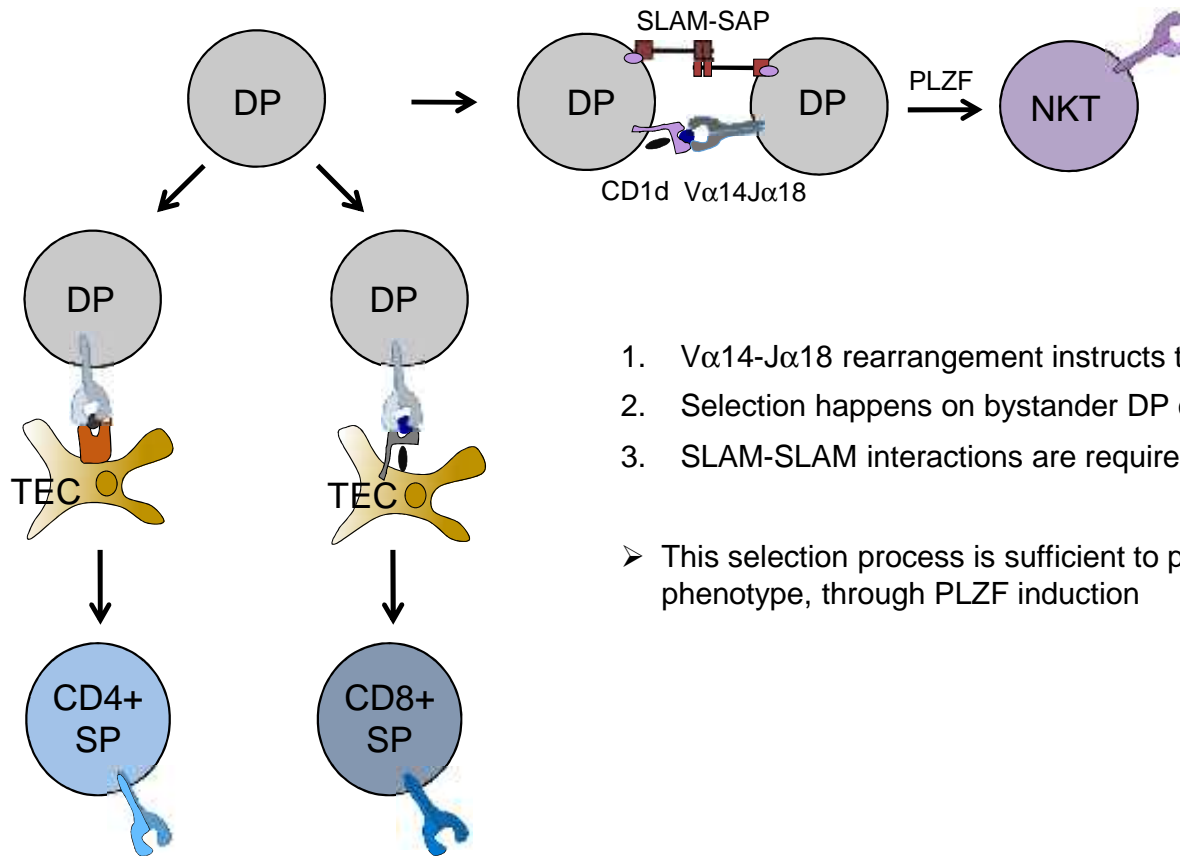 SLAM-SAP
DP
DP
DP
PLZF
NKT
CD1d Vα14Jα18
DP
DP
1. Vα14-Jα18 rearrangement instructs
2. Selection happens on bystander DP
3. SLAM-SLAM interactions are
TEC
TEC
➢ This selection process is sufficient to
phenotype, through PLZF induction
CD4+
SP
CD8+
SP